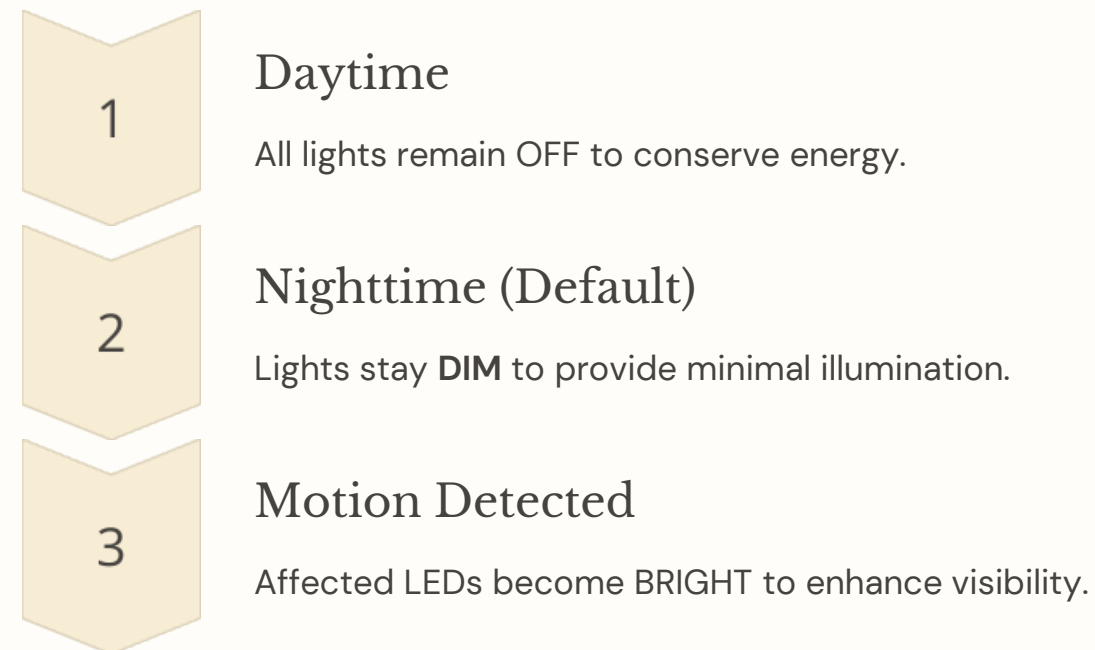 1
Daytime
All lights remain OFF to conserve energy.
2
Nighttime (Default)
Lights stay DIM to provide minimal illumination.
3
Motion Detected
Affected LEDs become BRIGHT to enhance visibility.